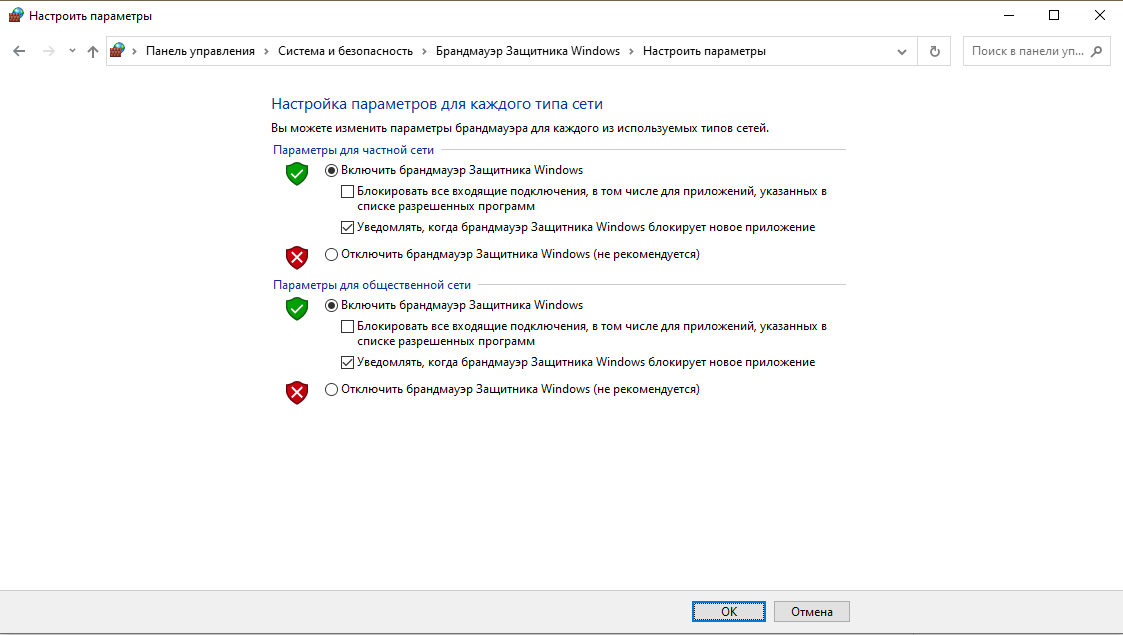 Настроить параметры
Панель управления › Система и безопасность › Брандмауэр Защитника Windows › Настроить параметры
Поиск в панели уп...
Настройка параметров для каждого типа сети
Вы можете изменить параметры брандмауэра для каждого из используемых типов сетей.
Параметры для частной сети
Включить брандмауэр Защитника Windows
Блокировать все входящие подключения, в том числе для приложений, указанных в
списке разрешенных программ
Уведомлять, когда брандмауэр Защитника Windows блокирует новое приложение
Отключить брандмауэр Защитника Windows (не рекомендуется)
Параметры для общественной сети
Включить брандмауэр Защитника Windows
Блокировать все входящие подключения, в том числе для приложений, указанных в
списке разрешенных программ
Уведомлять, когда брандмауэр Защитника Windows блокирует новое приложение
Отключить брандмауэр Защитника Windows (не рекомендуется)
OK
Отмена